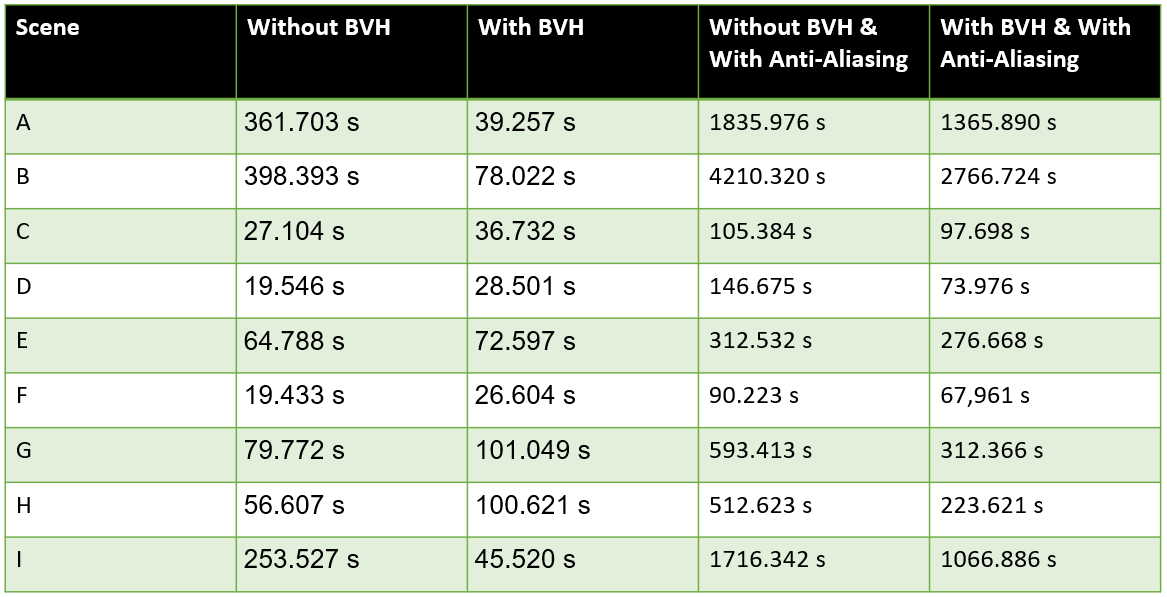 Scene Without BVH With BVH Without BVH & With BVH & With
With Anti-Aliasing Anti-Aliasing
A 361.703 s 39.257 s 1835.976 s 1365.890 s
B 398.393 s 78.022 s 4210.320 s 2766.724 s
C 27.104 s 36.732 s 105.384 s 97.698 s
D 19.546 s 28.501 s 146.675 s 73.976 s
E 64.788 s 72.597 s 312.532 s 276.668 s
F 19.433 s 26.604 s 90.223 s 67,961 s
G 79.772 s 101.049 s 593.413 s 312.366 s
H 56.607 s 100.621 s 512.623 s 223.621 s
I 253.527 s 45.520 s 1716.342 s 1066.886 s